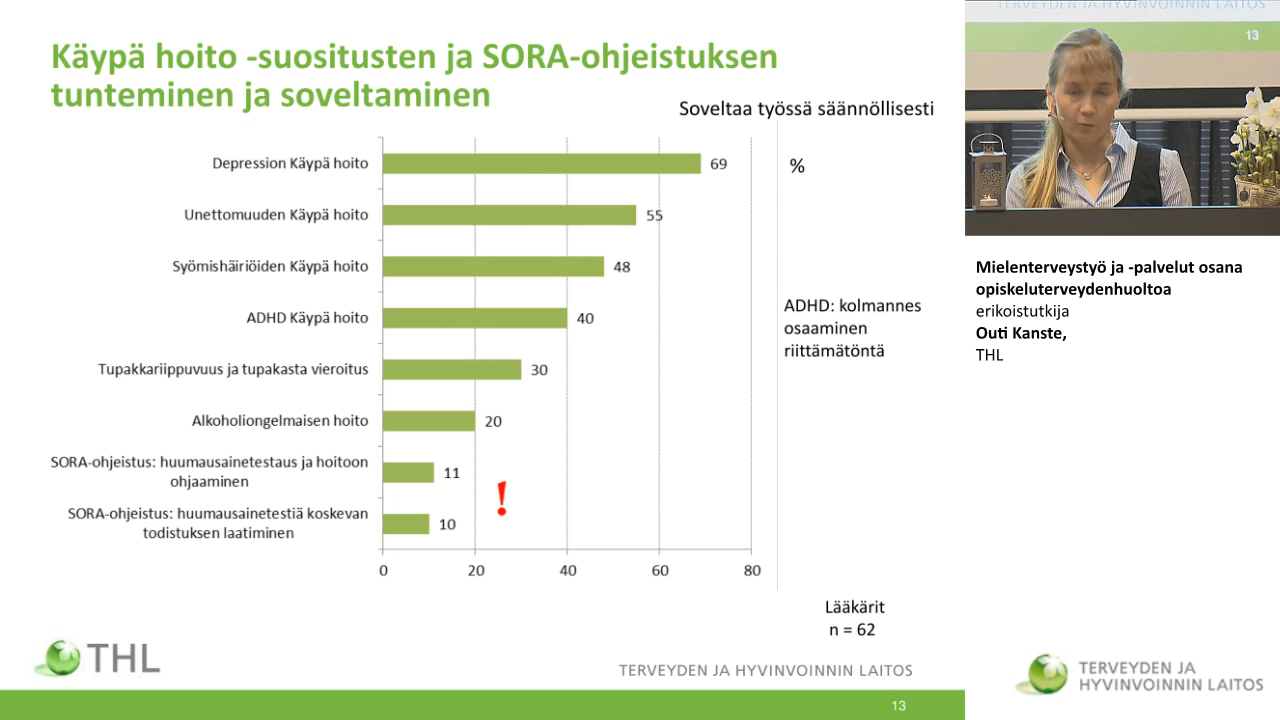 Käypä hoito -suositusten ja SORA-ohjeistuksen
tunteminen ja soveltaminen
Soveltaa työssä säännöllisesti
Depression Käypä hoito
69
%
Unettomuuden Käypä hoito
55
Syömishäiriöiden Käypä hoito
48
ADHD Käypä hoito
40
ADHD: kolmannes
osaaminen
riittämätöntä
Tupakkariippuvuus ja tupakasta vieroitus
30
Alkoholiongelmaisen hoito
20
SORA-ohjeistus: huumausainetestaus ja hoitoon
ohjaaminen
11
!
SORA-ohjeistus: huumausainetestiä koskevan
todistuksen laatiminen
10
0 20 40 60 80
Lääkärit
n = 62
THL
TERVEYDEN JA HYVINVOINNIN LAITOS
13
TERVEYDEN JA HYVINVOINNIN LAITOS
13
Mielenterveystyö ja -palvelut osana
opiskeluterveydenhuoltoa
erikoistutkija
Outi Kanste,
THL
TERVEYDEN JA
HYVINVOINNIN LAITOS